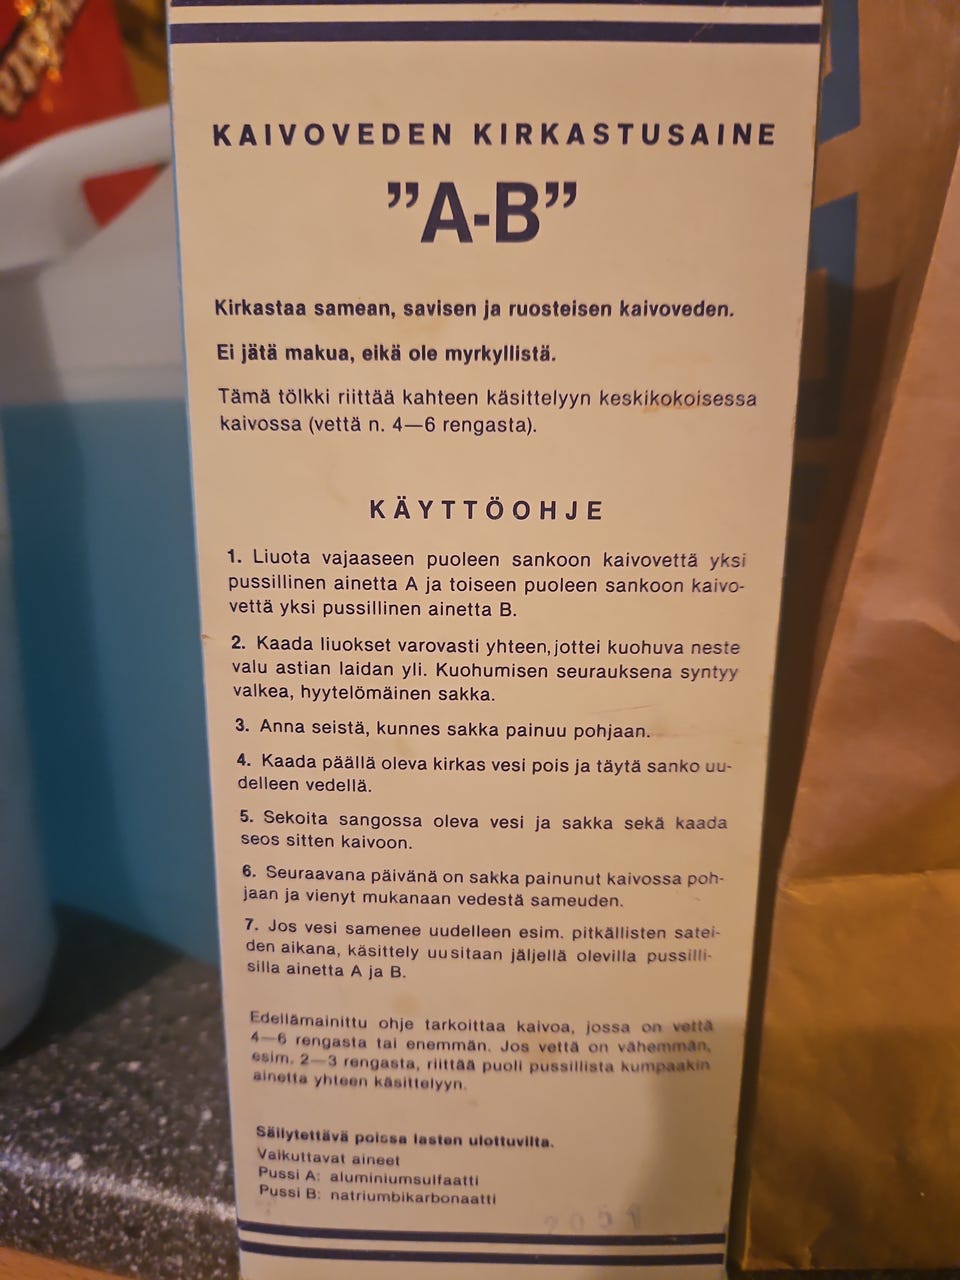 KAIVOVEDEN KIRKASTUSAINE
”A-B”
Kirkastaa samean, savisen ja ruosteisen kaivoveden.
Ei jätä makua, eikä ole myrkyllistä.
Tämä tölkki riittää kahteen käsittelyyn keskikokoisessa
kaivossa (vettä n. 4—6 rengasta).
KÄYTTÖOHJE
1. Liuota vajaaseen puoleen sankoon kaivovettä yksi
pussillinen ainetta A ja toiseen puoleen sankoon kaivo-
vettä yksi pussillinen ainetta B.
2. Kaada liuokset varovasti yhteen, jottei kuohuva neste
valu astian laidan yli. Kuohumisen seurauksena syntyy
valkea, hyytelömäinen sakka.
3. Anna seistä, kunnes sakka painuu pohjaan.
4. Kaada päällä oleva kirkas vesi pois ja täytä sanko uu-
delleen vedellä.
5. Sekoita sangossa oleva vesi ja sakka sekä kaada
seos sitten kaivoon.
6. Seuraavana päivänä on sakka painunut kaivossa poh-
jaan ja vienyt mukanaan vedestä sameuden.
7. Jos vesi samenee uudelleen esim. pitkällisten satei-
den aikana, käsittely uusitaan jäljellä olevilla pussilli-
silla ainetta A ja B.
Edellämainittu ohje tarkoittaa kaivoa, jossa on vettä
4—6 rengasta tai enemmän. Jos vettä on vähemmän,
esim. 2—3 rengasta, riittää puoli pussillista kumpaakin
ainetta yhteen käsittelyyn.
Säilytettävä poissa lasten ulottuvilta.
Vaikuttavat aineet
Pussi A: aluminiumsulfaatti
Pussi B: natriumbikarbonaatti